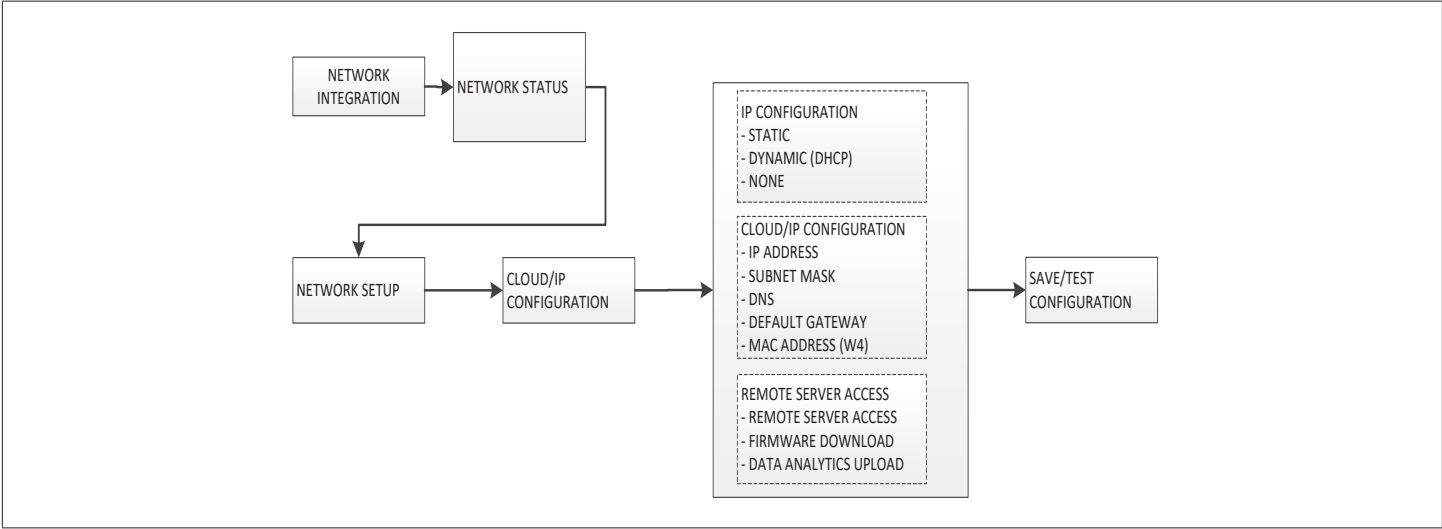 NETWORK
INTEGRATION
NETWORK STATUS
NETWORK SETUP
CLOUD/IP
CONFIGURATION
IP CONFIGURATION
- STATIC
- DYNAMIC (DHCP)
- NONE
CLOUD/IP CONFIGURATION
- IP ADDRESS
- SUBNET MASK
- DNS
- DEFAULT GATEWAY
- MAC ADDRESS (W4)
REMOTE SERVER ACCESS
- REMOTE SERVER ACCESS
- FIRMWARE DOWNLOAD
- DATA ANALYTICS UPLOAD
SAVE/TEST
CONFIGURATION